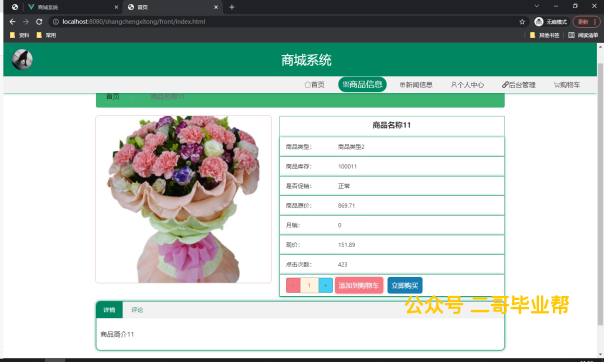 商城系统
首页
localhost:8080/shangchengxitong/front/index.html
无痕模式
更新
资料
常用
其他书签
阅读清单
商城系统
首页
商品信息
新闻信息
个人中心
后台管理
购物车
首页
商品名称11
商品名称11
商品类型: 商品类型2
商品库存: 100011
是否促销: 正常
商品原价: 869.71
月销: 0
现价: 151.89
点击次数: 423
- 1 +
添加到购物车
立即购买
公众号 二哥毕业帮
详情
评论
商品简介11